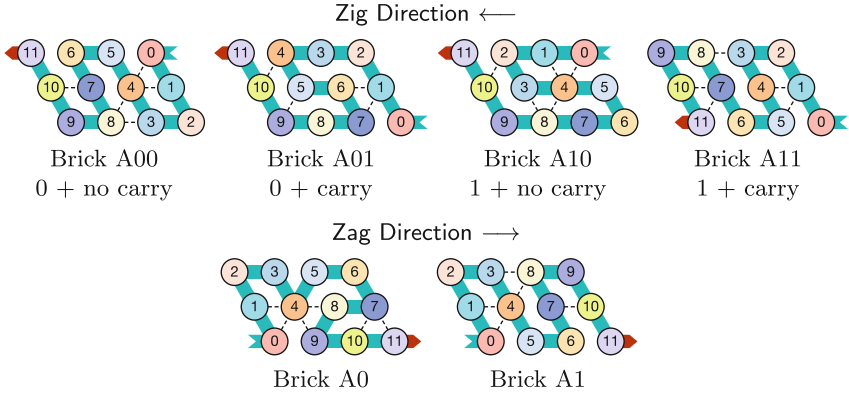 Zig Direction ⟵
11 6 5 0 11 4 3 2 11 2 1 0 9 8 3 2
10 7 4 1 10 5 6 1 10 3 4 5 10 7 4 1
9 8 3 2 9 8 7 0 9 8 7 6 11 6 5 0
Brick A00 Brick A01 Brick A10 Brick A11
0 + no carry 0 + carry 1 + no carry 1 + carry
Zag Direction ⟶
2 3 5 6 2 3 8 9
1 4 8 7 1 4 7 10
0 9 10 11 0 5 6 11
Brick A0 Brick A1